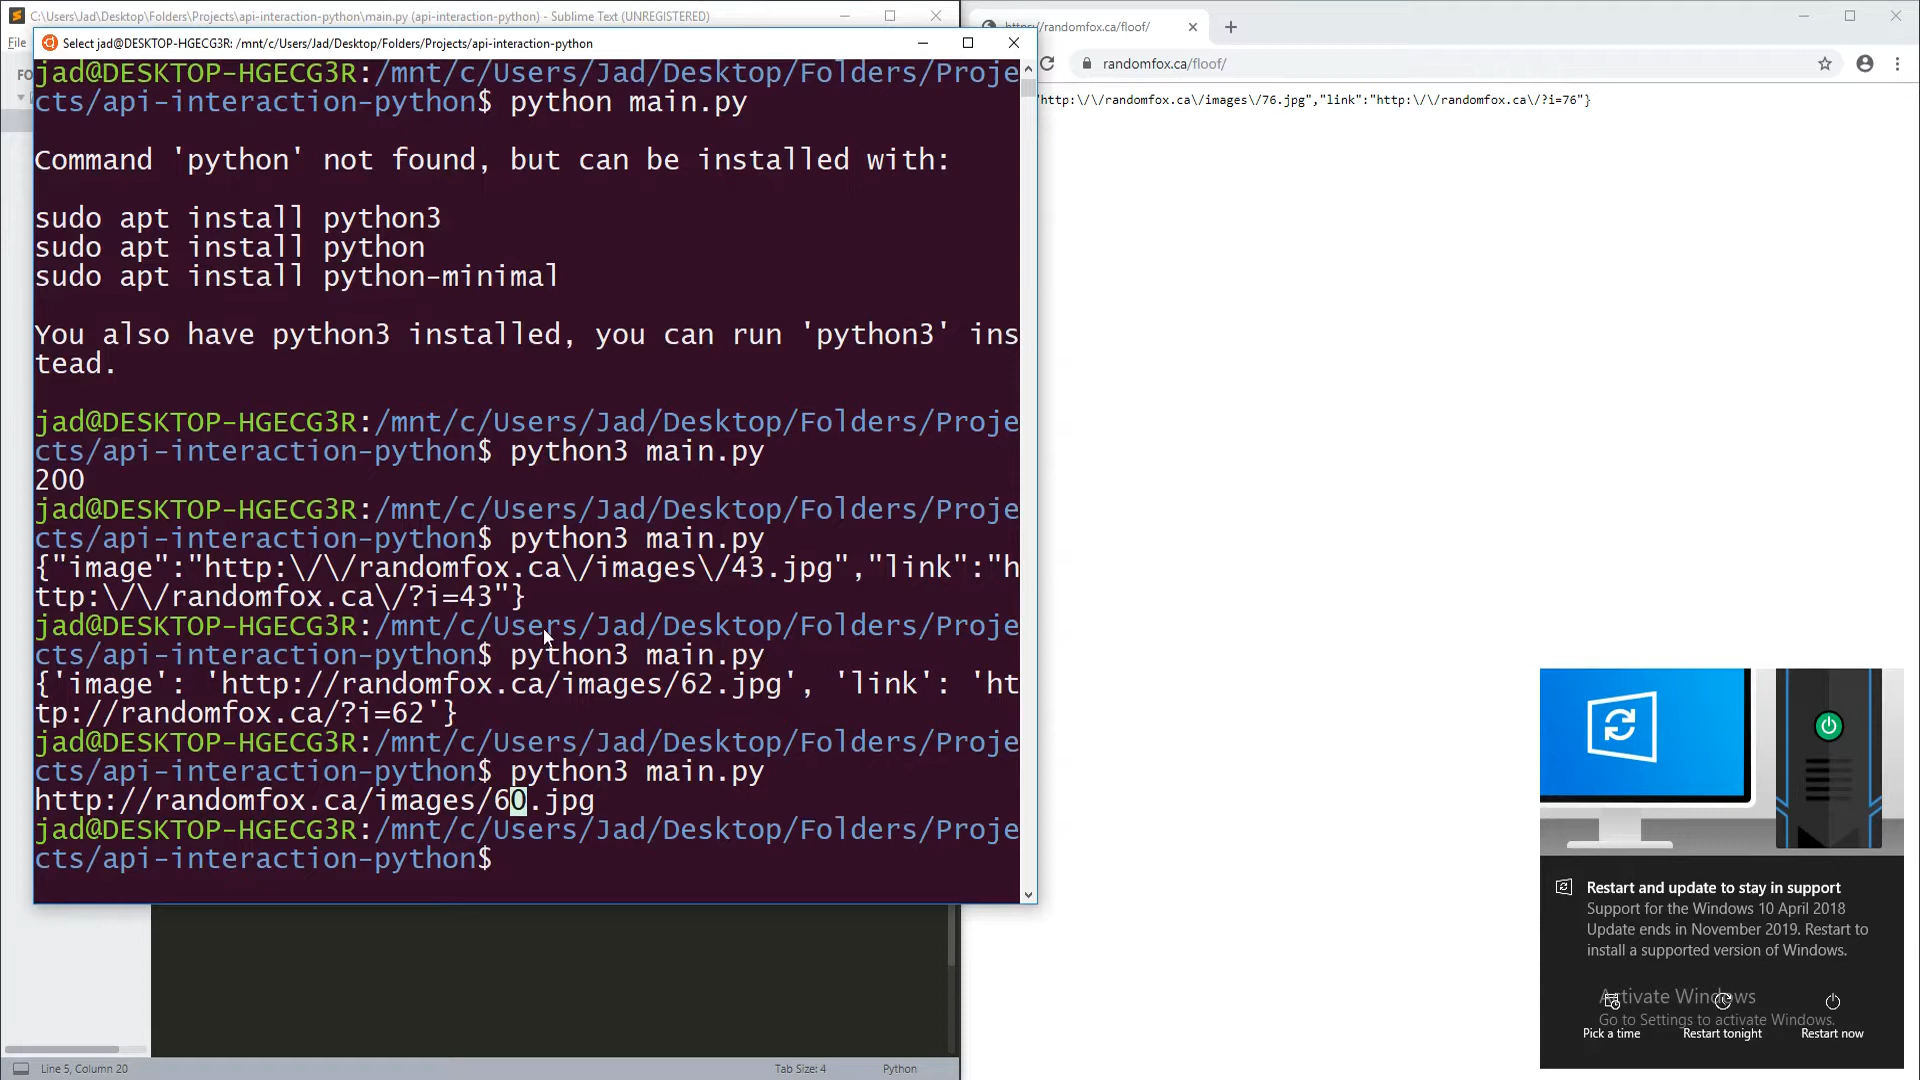 C:\Users\Jad\Desktop\Folders\Projects\api-interaction-python\main.py (api-interaction-python) - Sublime Text (UNREGISTERED)
File
FO
Select jad@DESKTOP-HGECG3R: /mnt/c/Users/Jad/Desktop/Folders/Projects/api-interaction-python
jad@DESKTOP-HGECG3R:/mnt/c/Users/Jad/Desktop/Folders/Proje
cts/api-interaction-python$ python main.py
Command 'python' not found, but can be installed with:
sudo apt install python3
sudo apt install python
sudo apt install python-minimal
You also have python3 installed, you can run 'python3' ins
tead.
jad@DESKTOP-HGECG3R:/mnt/c/Users/Jad/Desktop/Folders/Proje
cts/api-interaction-python$ python3 main.py
200
jad@DESKTOP-HGECG3R:/mnt/c/Users/Jad/Desktop/Folders/Proje
cts/api-interaction-python$ python3 main.py
{"image":"http:\/\/randomfox.ca\/images\/43.jpg","link":"h
ttp:\/\/randomfox.ca\/?i=43"}
jad@DESKTOP-HGECG3R:/mnt/c/Users/Jad/Desktop/Folders/Proje
cts/api-interaction-python$ python3 main.py
{'image': 'http://randomfox.ca/images/62.jpg', 'link': 'ht
tp://randomfox.ca/?i=62'}
jad@DESKTOP-HGECG3R:/mnt/c/Users/Jad/Desktop/Folders/Proje
cts/api-interaction-python$ python3 main.py
http://randomfox.ca/images/60.jpg
jad@DESKTOP-HGECG3R:/mnt/c/Users/Jad/Desktop/Folders/Proje
cts/api-interaction-python$
Line 5, Column 20
Tab Size: 4
Python
https://randomfox.ca/floof/
randomfox.ca/floof/
"http:\/\/randomfox.ca\/images\/76.jpg","link":"http:\/\/randomfox.ca\/?i=76"}
Restart and update to stay in support
Support for the Windows 10 April 2018
Update ends in November 2019. Restart to
install a supported version of Windows.
Activate Windows
Go to Settings to activate Windows.
Pick a time
Restart tonight
Restart now